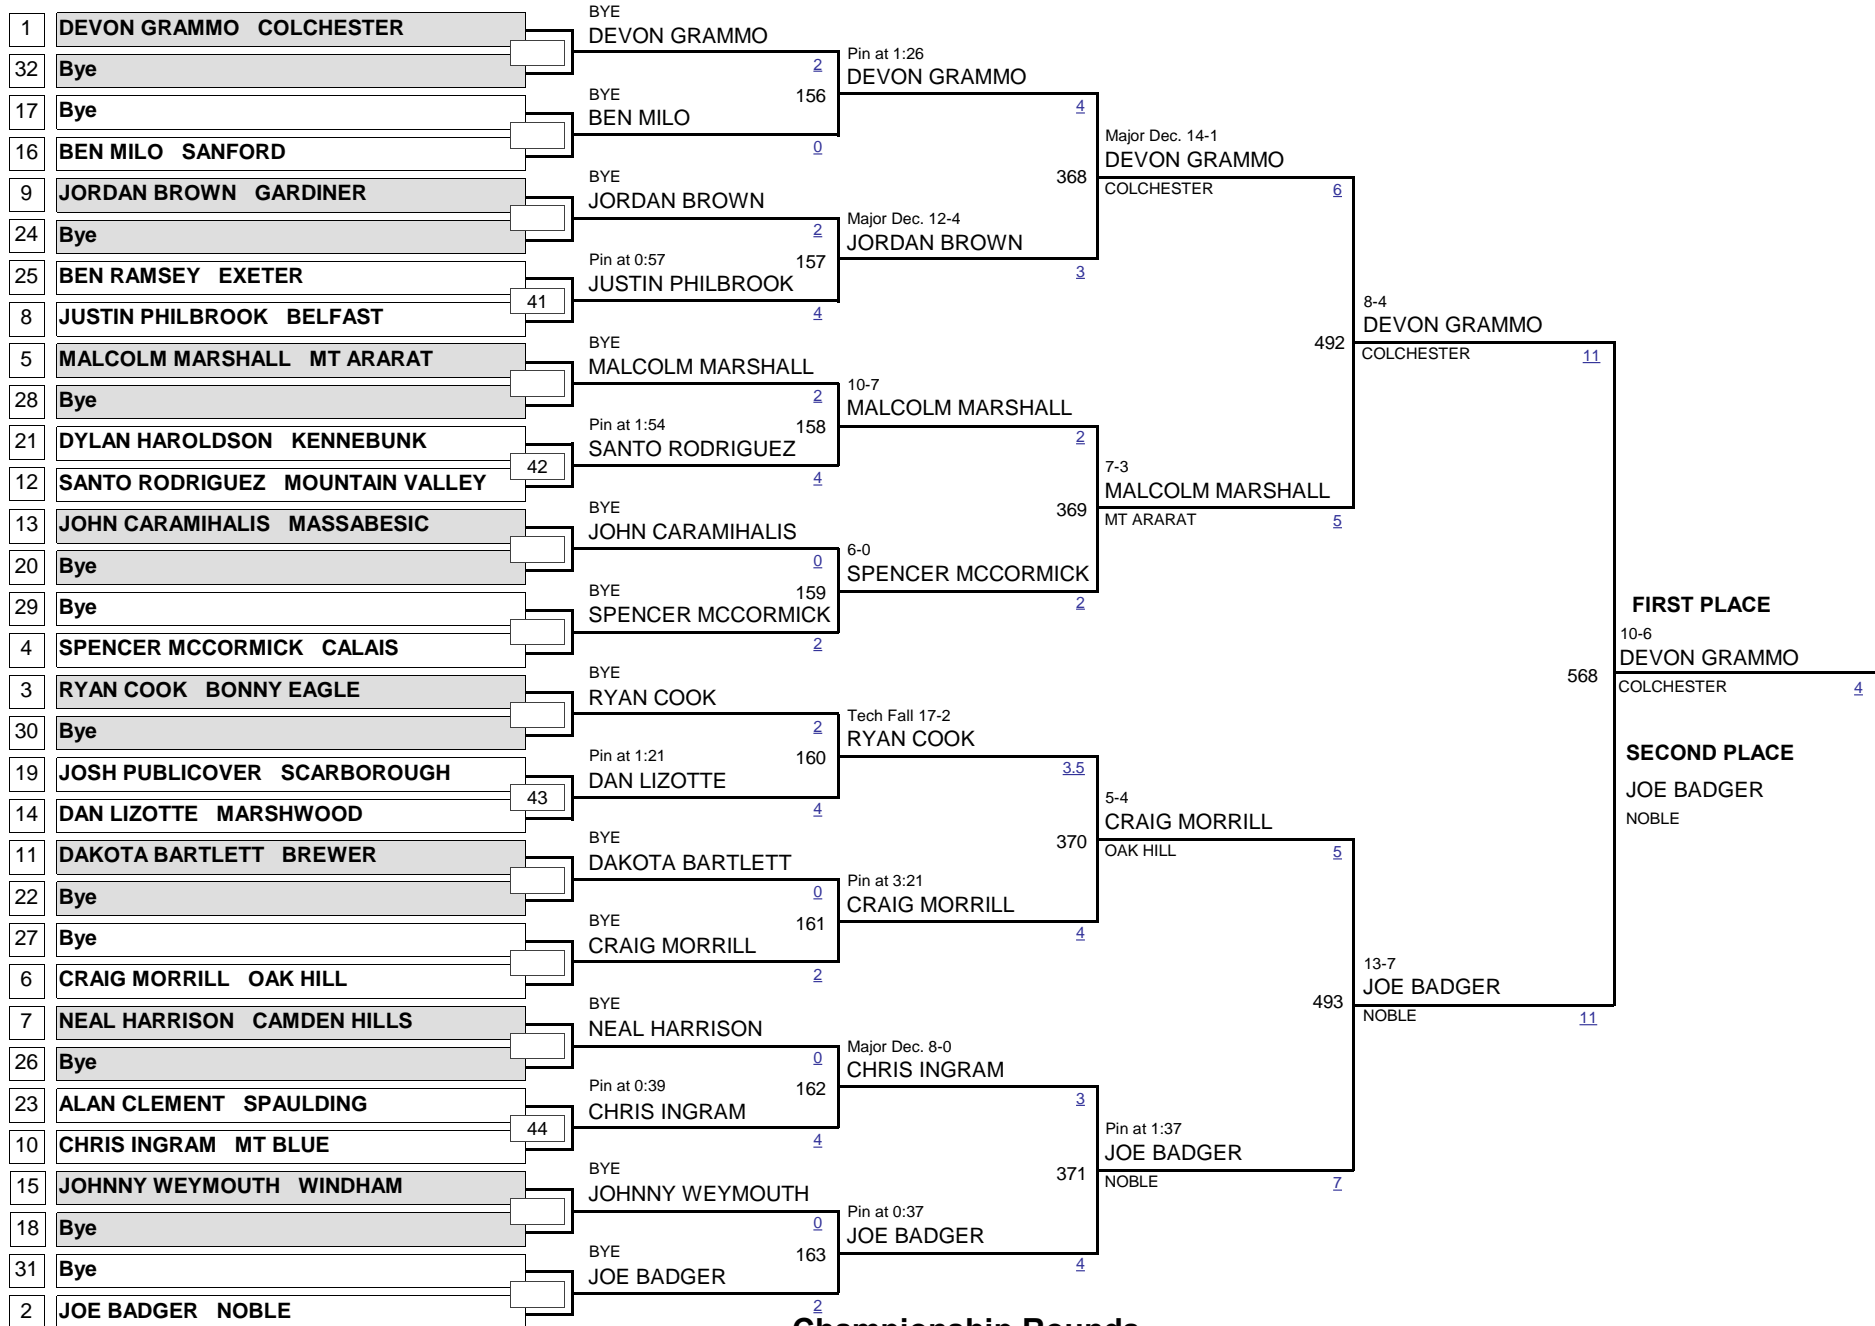 1 DEVON GRAMMO COLCHESTER
32 Bye
17 Bye
16 BEN MILO SANFORD
9 JORDAN BROWN GARDINER
24 Bye
25 BEN RAMSEY EXETER
41
8 JUSTIN PHILBROOK BELFAST
5 MALCOLM MARSHALL MT ARARAT
28 Bye
21 DYLAN HAROLDSON KENNEBUNK
42
12 SANTO RODRIGUEZ MOUNTAIN VALLEY
13 JOHN CARAMIHALIS MASSABESIC
20 Bye
29 Bye
4 SPENCER MCCORMICK CALAIS
3 RYAN COOK BONNY EAGLE
30 Bye
19 JOSH PUBLICOVER SCARBOROUGH
43
14 DAN LIZOTTE MARSHWOOD
11 DAKOTA BARTLETT BREWER
22 Bye
27 Bye
6 CRAIG MORRILL OAK HILL
7 NEAL HARRISON CAMDEN HILLS
26 Bye
23 ALAN CLEMENT SPAULDING
44
10 CHRIS INGRAM MT BLUE
15 JOHNNY WEYMOUTH WINDHAM
18 Bye
31 Bye
2 JOE BADGER NOBLE
BYE
DEVON GRAMMO
2
BYE
156
BEN MILO
0
BYE
JORDAN BROWN
2
Pin at 0:57
157
JUSTIN PHILBROOK
4
BYE
MALCOLM MARSHALL
2
Pin at 1:54
158
SANTO RODRIGUEZ
4
BYE
JOHN CARAMIHALIS
0
BYE
159
SPENCER MCCORMICK
2
BYE
RYAN COOK
2
Pin at 1:21
160
DAN LIZOTTE
4
BYE
DAKOTA BARTLETT
0
BYE
161
CRAIG MORRILL
2
BYE
NEAL HARRISON
0
Pin at 0:39
162
CHRIS INGRAM
4
BYE
JOHNNY WEYMOUTH
0
BYE
163
JOE BADGER
2
Pin at 1:26
DEVON GRAMMO
4
368
Major Dec. 12-4
JORDAN BROWN
3
10-7
MALCOLM MARSHALL
2
369
6-0
SPENCER MCCORMICK
2
Tech Fall 17-2
RYAN COOK
3.5
370
Pin at 3:21
CRAIG MORRILL
4
Major Dec. 8-0
CHRIS INGRAM
3
371
Pin at 0:37
JOE BADGER
4
Major Dec. 14-1
DEVON GRAMMO
COLCHESTER 6
492
7-3
MALCOLM MARSHALL
MT ARARAT 5
5-4
CRAIG MORRILL
OAK HILL 5
493
Pin at 1:37
JOE BADGER
NOBLE 7
8-4
DEVON GRAMMO
COLCHESTER 11
568
13-7
JOE BADGER
NOBLE 11
FIRST PLACE
10-6
DEVON GRAMMO
COLCHESTER 4
SECOND PLACE
JOE BADGER
NOBLE
Championship Rounds